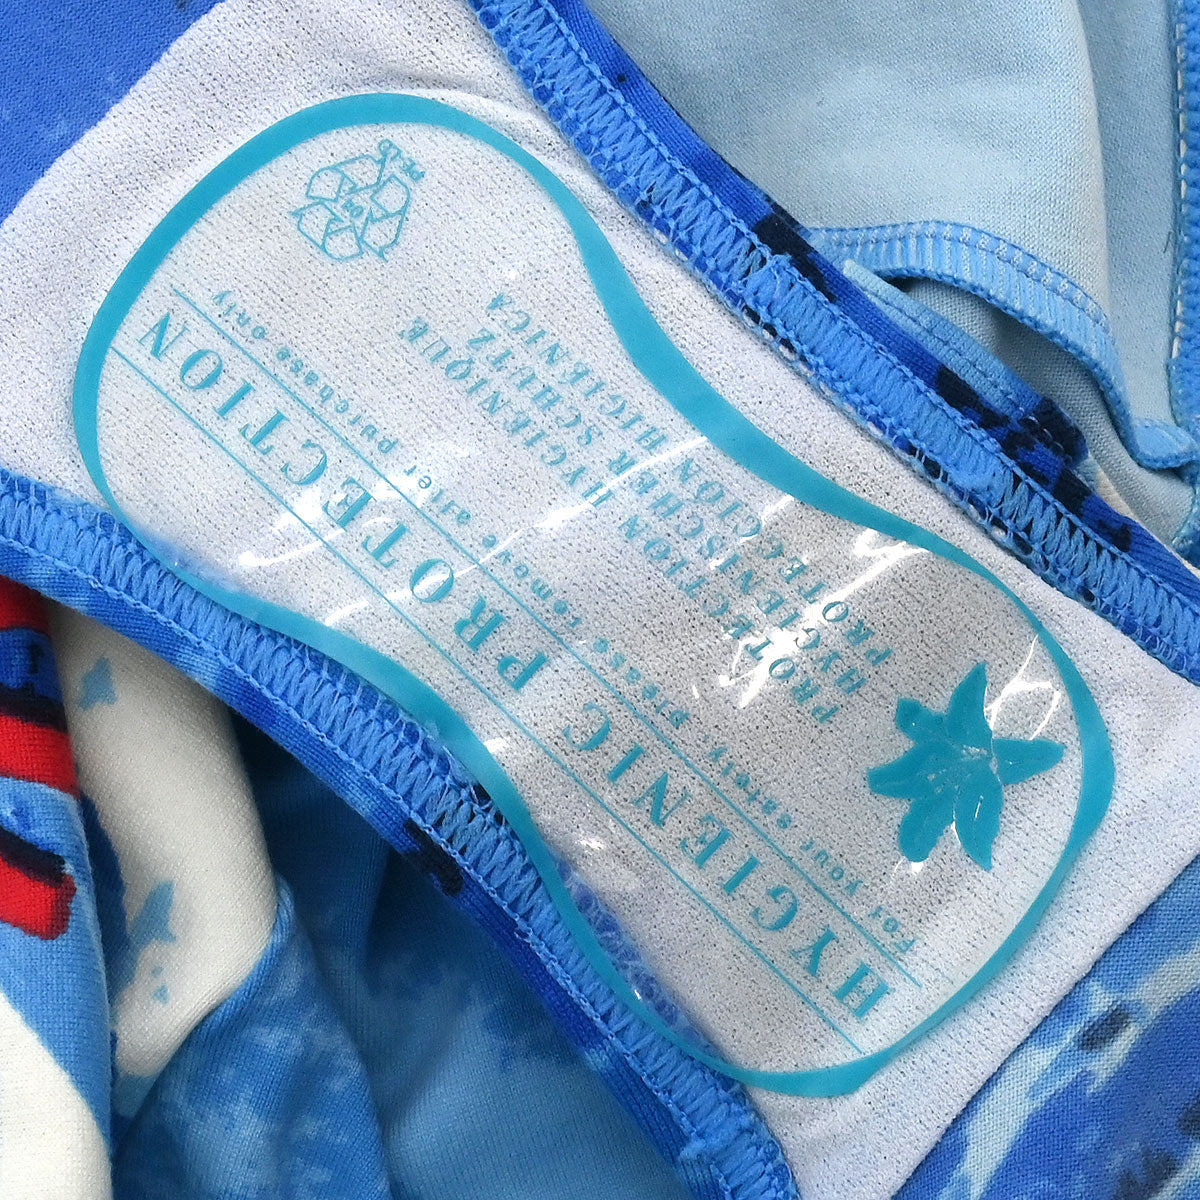 HYGIENIC PROTECTION
For your safety, please remove after purchase only
PROTECTION HYGIENIQUE
HYGIENISCHER SCHUTZ
PROTECCION HIGIENICA